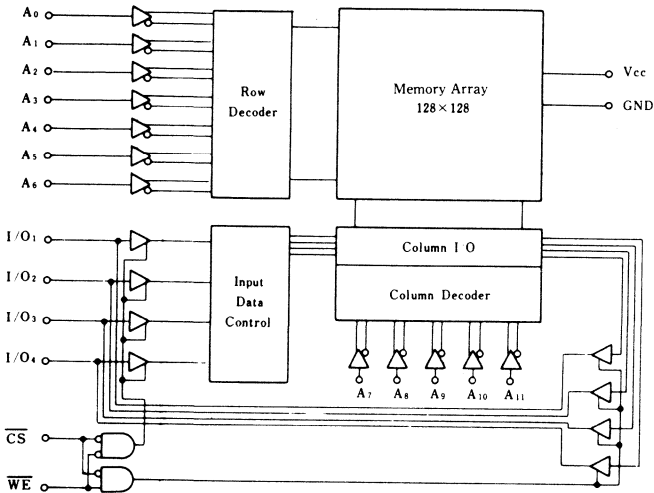 A0
A1
A2
A3
A4
A5
A6
Row
Decoder
Memory Array
128×128
Vcc
GND
I/O1
I/O2
I/O3
I/O4
Input
Data
Control
Column I O
Column Decoder
A7
A8
A9
A10
A11
CS
WE